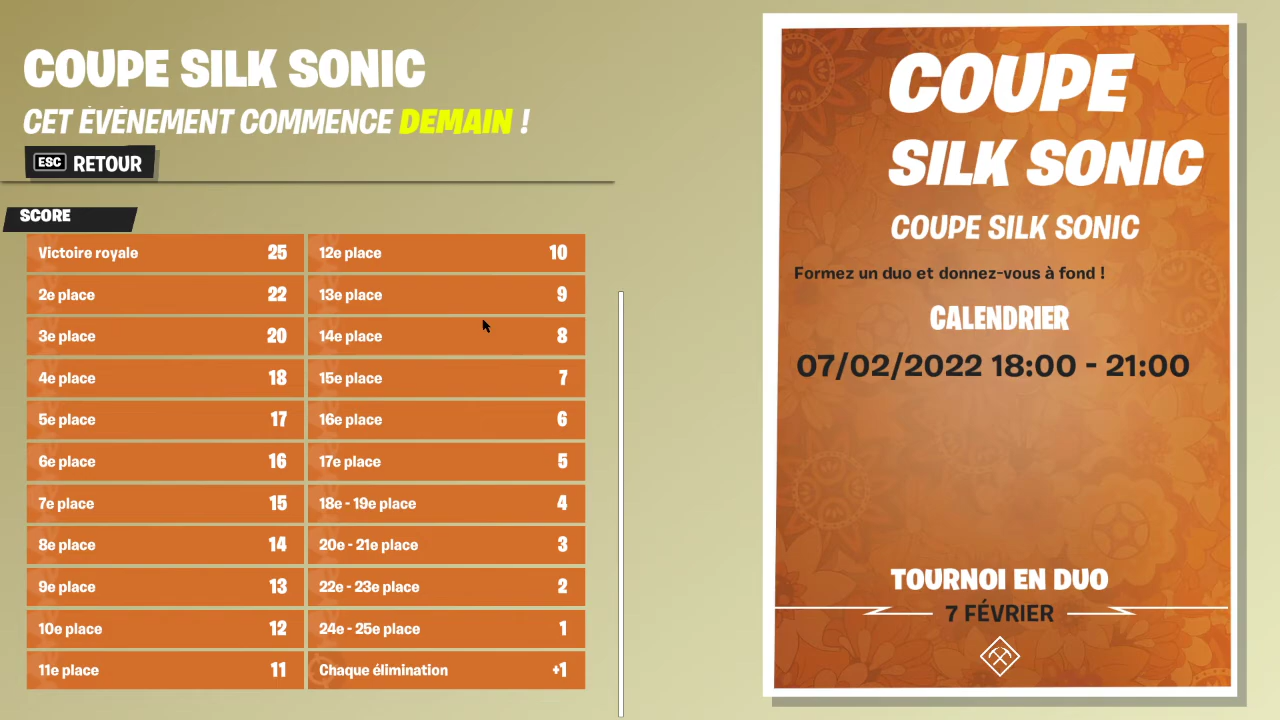 COUPE SILK SONIC
CET ÉVÉNEMENT COMMENCE DEMAIN !
ESC RETOUR
SCORE
Victoire royale 25
2e place 22
3e place 20
4e place 18
5e place 17
6e place 16
7e place 15
8e place 14
9e place 13
10e place 12
11e place 11
12e place 10
13e place 9
14e place 8
15e place 7
16e place 6
17e place 5
18e - 19e place 4
20e - 21e place 3
22e - 23e place 2
24e - 25e place 1
Chaque élimination +1
COUPE
SILK SONIC
COUPE SILK SONIC
Formez un duo et donnez-vous à fond !
CALENDRIER
07/02/2022 18:00 - 21:00
TOURNOI EN DUO
7 FÉVRIER